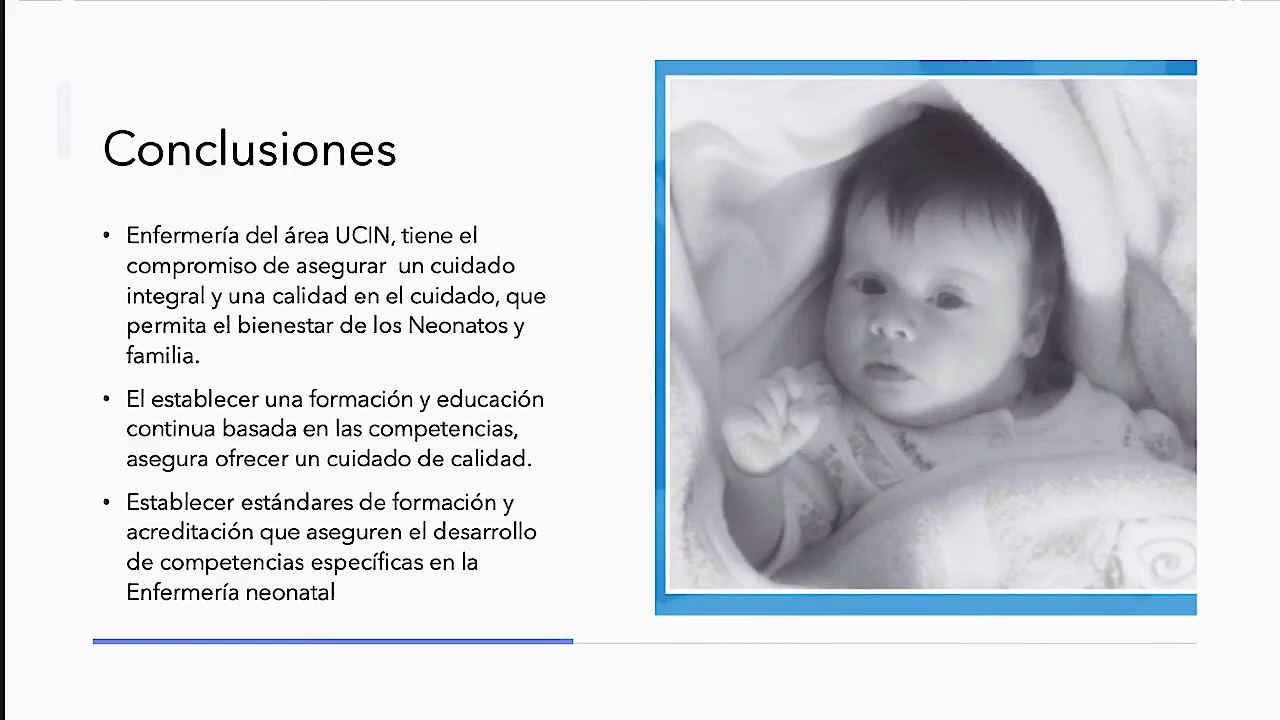 Conclusiones
• Enfermería del área UCIN, tiene el
compromiso de asegurar un cuidado
integral y una calidad en el cuidado, que
permita el bienestar de los Neonatos y
familia.
• El establecer una formación y educación
continua basada en las competencias,
asegura ofrecer un cuidado de calidad.
• Establecer estándares de formación y
acreditación que aseguren el desarrollo
de competencias específicas en la
Enfermería neonatal